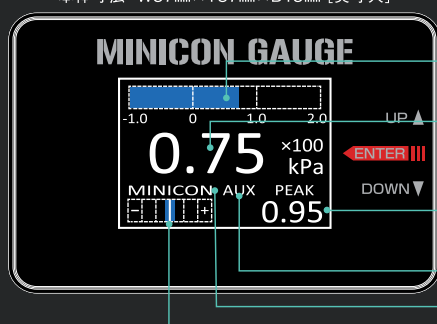 MINICON GAUGE
-1.0 0 1.0 2.0
UP▲
0.75 ×100 kPa
ENTER
MINICON AUX PEAK
DOWN▼
- + 0.95